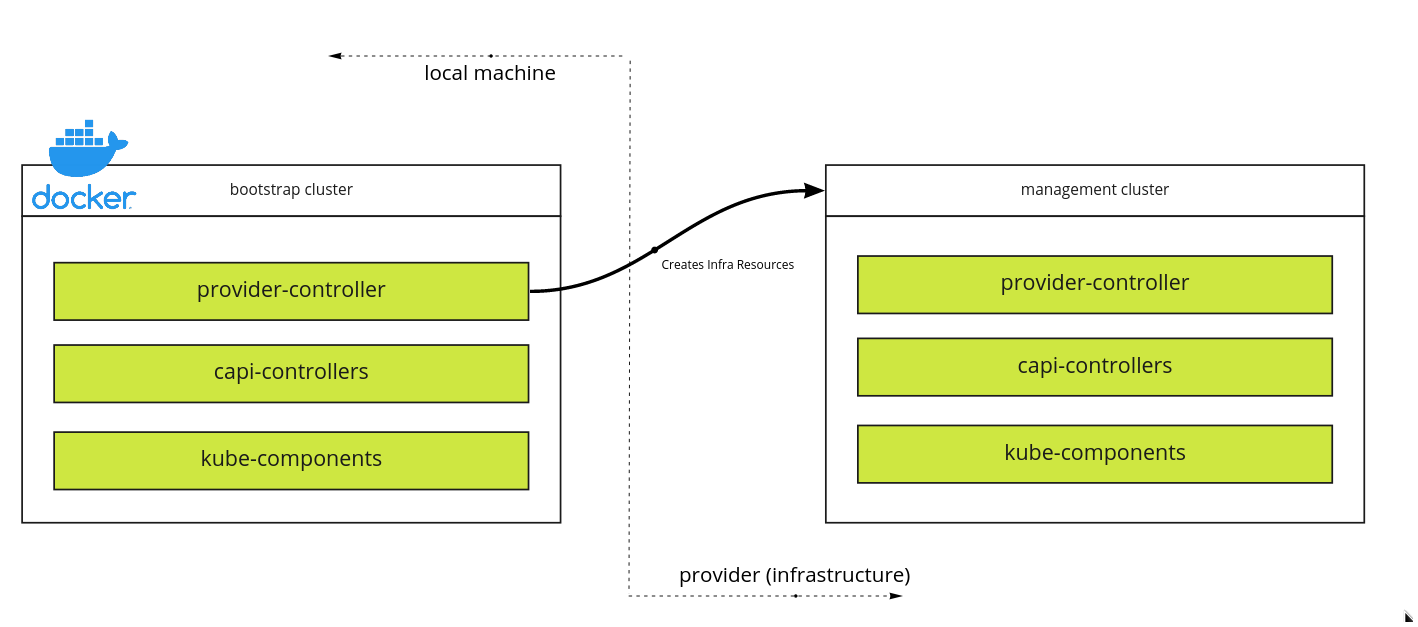 local machine
docker
bootstrap cluster
provider-controller
capi-controllers
kube-components
Creates Infra Resources
management cluster
provider-controller
capi-controllers
kube-components
provider (infrastructure)